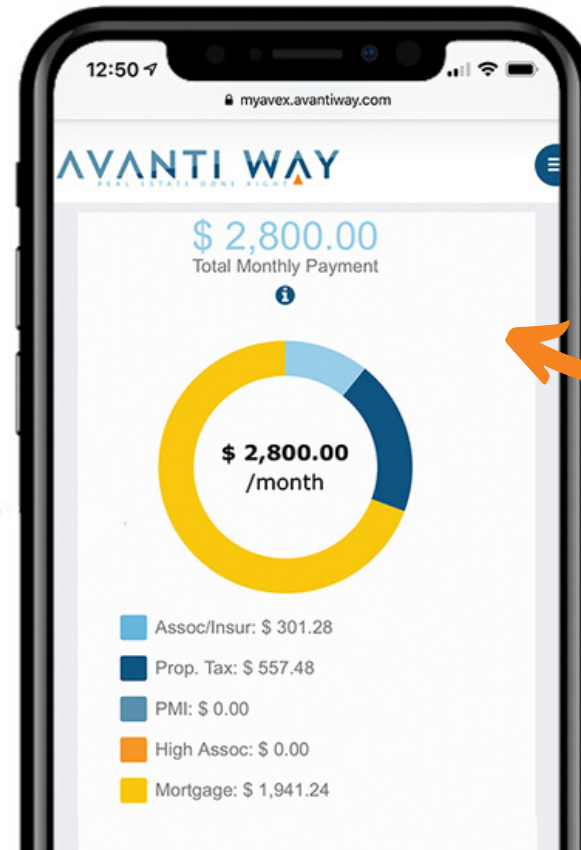 12:50
myavex.avantiway.com
AVANTI WAY
REAL ESTATE DONE RIGHT
$ 2,800.00
Total Monthly Payment
i
$ 2,800.00
/month
Assoc/Insur: $ 301.28
Prop. Tax: $ 557.48
PMI: $ 0.00
High Assoc: $ 0.00
Mortgage: $ 1,941.24